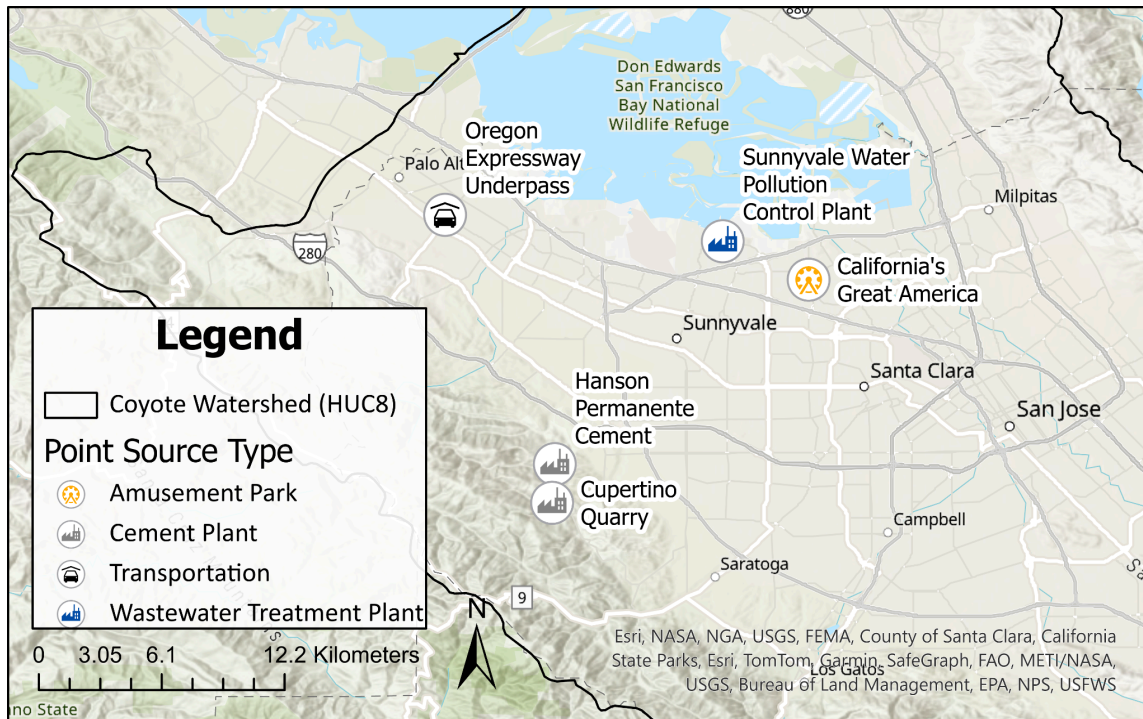 880
Don Edwards
San Francisco
Bay National
Wildlife Refuge
Oregon
Expressway
Underpass
Palo Alt
Sunnyvale Water
Pollution
Control Plant
Milpitas
280
California's
Great America
Sunnyvale
Santa Clara
San Jose
Hanson
Permanente
Cement
Cupertino
Quarry
Campbell
Saratoga
9
N
Los Gatos
Legend
Coyote Watershed (HUC8)
Point Source Type
Amusement Park
Cement Plant
Transportation
Wastewater Treatment Plant
0 3.05 6.1 12.2 Kilometers
ano State
Esri, NASA, NGA, USGS, FEMA, County of Santa Clara, California
State Parks, Esri, TomTom, Garmin, SafeGraph, FAO, METI/NASA,
USGS, Bureau of Land Management, EPA, NPS, USFWS